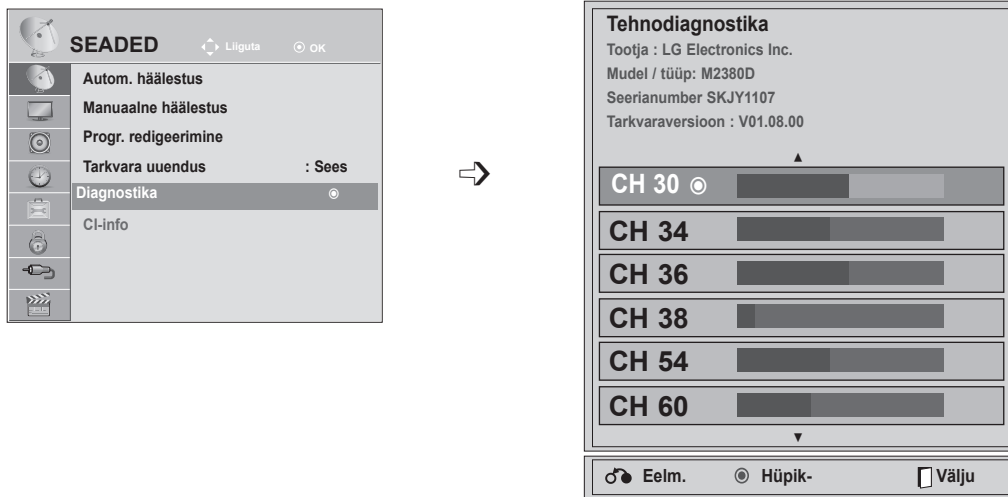 SEADED Liiguta OK
Autom. häälestus
Manuaalne häälestus
Progr. redigeerimine
Tarkvara uuendus : Sees
Diagnostika
CI-info
Tehnodiagnostika
Tootja : LG Electronics Inc.
Mudel / tüüp: M2380D
Seerianumber SKJY1107
Tarkvaraversioon : V01.08.00
CH 30
CH 34
CH 36
CH 38
CH 54
CH 60
Eelm. Hüpik- Välju